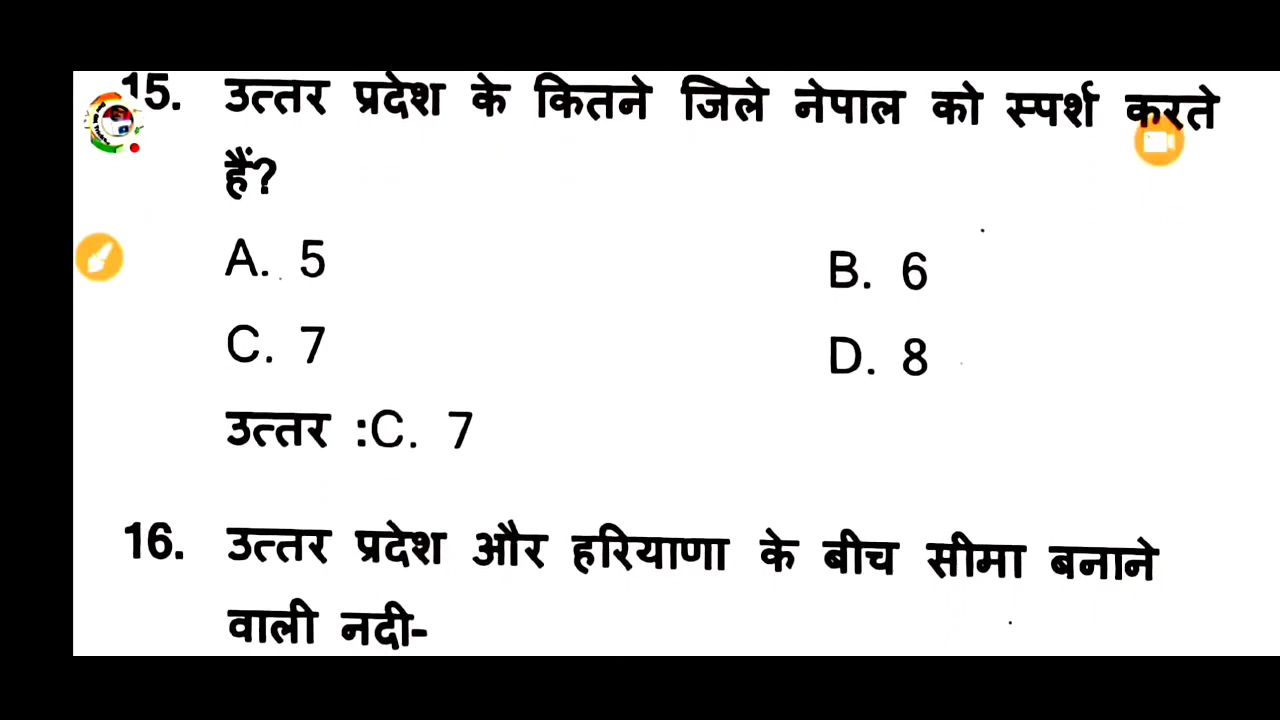 15. उत्तर प्रदेश के कितने जिले नेपाल को स्पर्श करते
हैं?
A. 5 B. 6
C. 7 D. 8
उत्तर :C. 7
16. उत्तर प्रदेश और हरियाणा के बीच सीमा बनाने
वाली नदी-